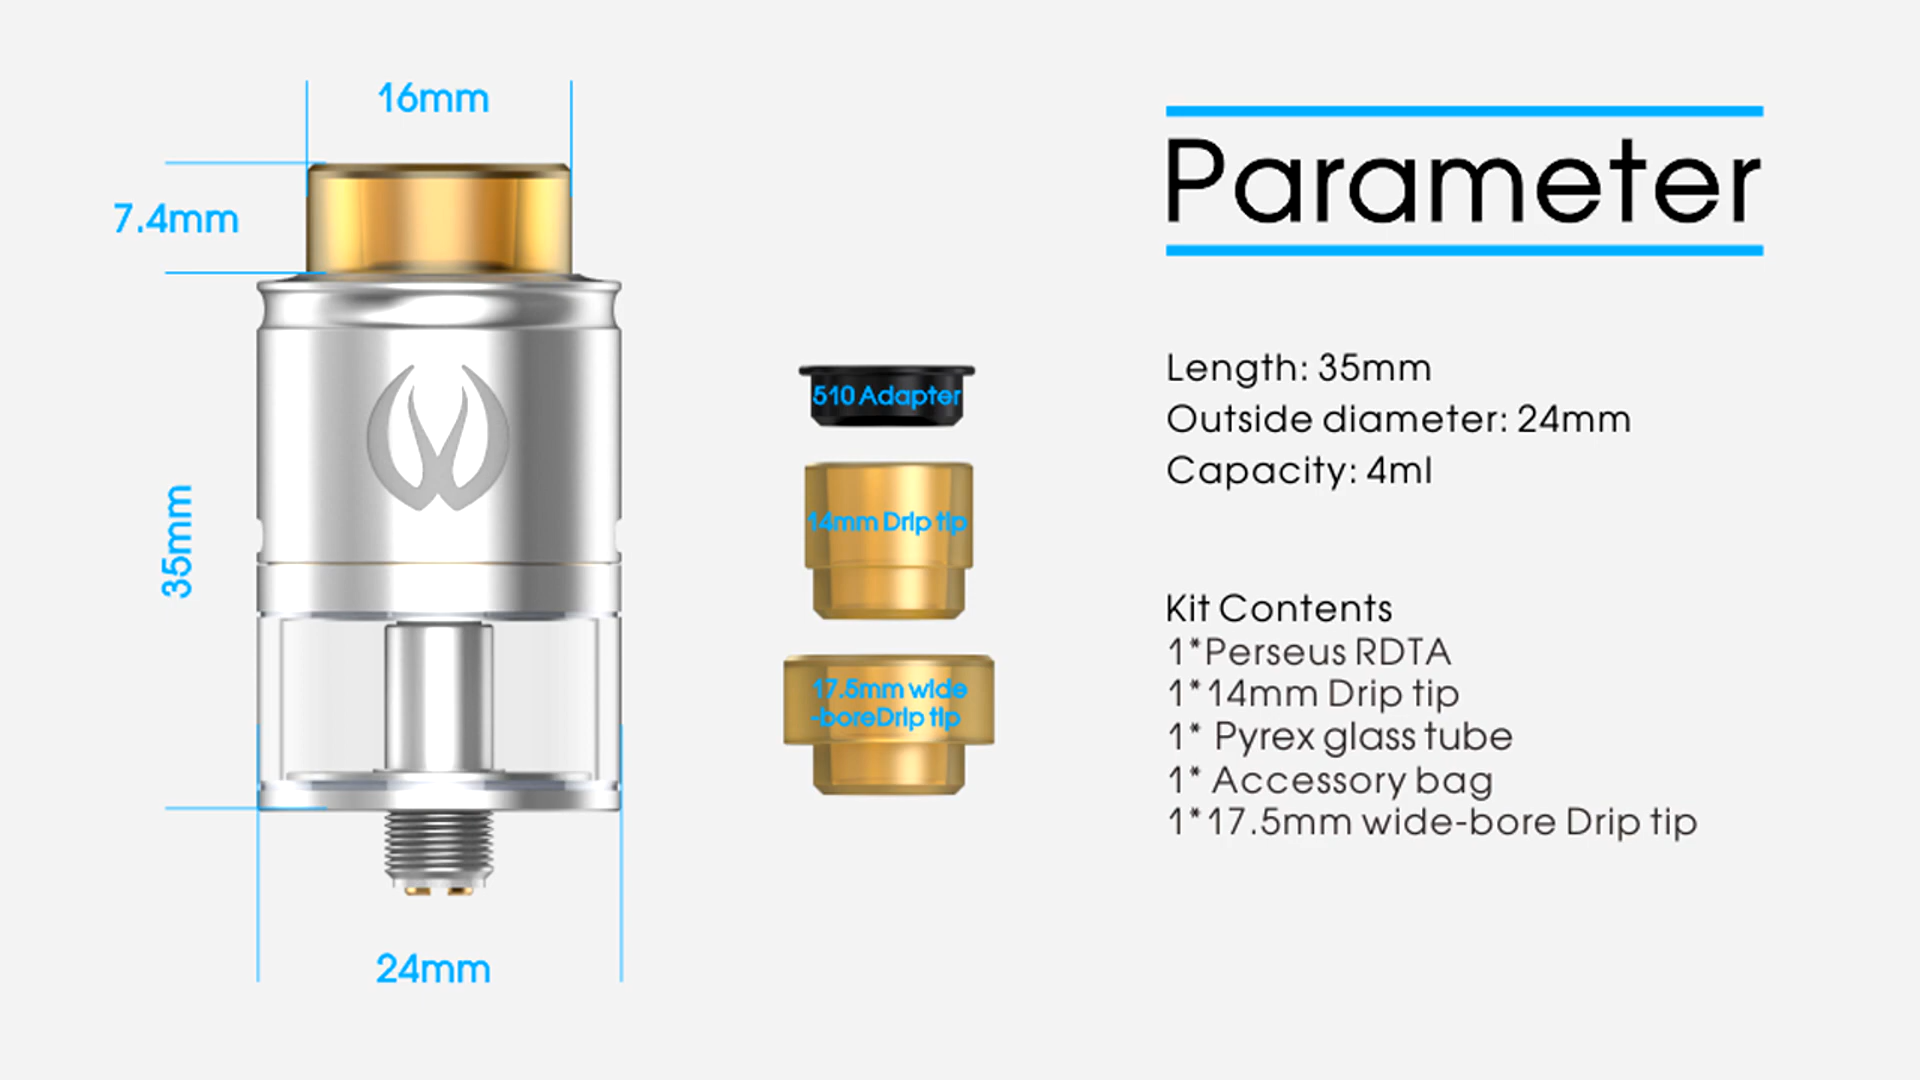 16mm
7.4mm
35mm
24mm
510 Adapter
14mm Drip tip
17.5mm wide
-boreDrip tip
Parameter
Length: 35mm
Outside diameter: 24mm
Capacity: 4ml
Kit Contents
1*Perseus RDTA
1*14mm Drip tip
1* Pyrex glass tube
1* Accessory bag
1*17.5mm wide-bore Drip tip